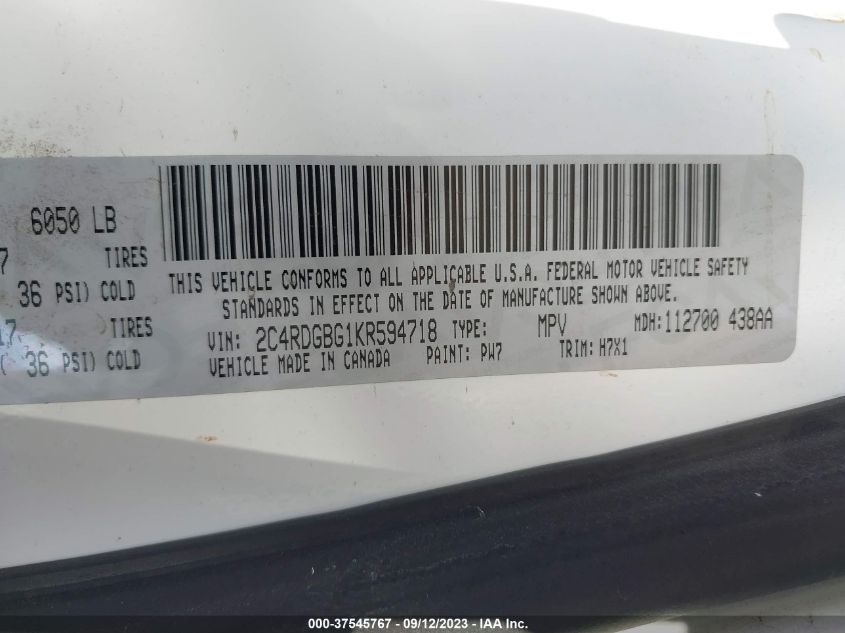 6050 LB
7 TIRES
36 PSI) COLD
17. TIRES
( 36 PSI) COLD
THIS VEHICLE CONFORMS TO ALL APPLICABLE U.S.A. FEDERAL MOTOR VEHICLE SAFETY
STANDARDS IN EFFECT ON THE DATE OF MANUFACTURE SHOWN ABOVE.
VIN: 2C4RDGBG1KR594718 TYPE: MPV MDH:112700 438AA
VEHICLE MADE IN CANADA PAINT: PW7 TRIM: H7X1
000-37545767 - 09/12/2023 - IAA Inc.